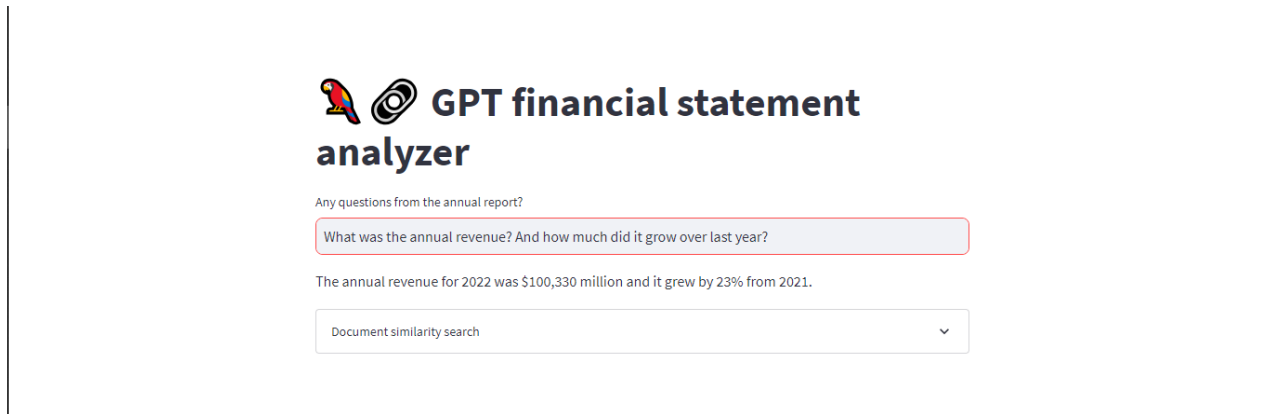 🦜🔗 GPT financial statement
analyzer
Any questions from the annual report?
What was the annual revenue? And how much did it grow over last year?
The annual revenue for 2022 was $100,330 million and it grew by 23% from 2021.
Document similarity search